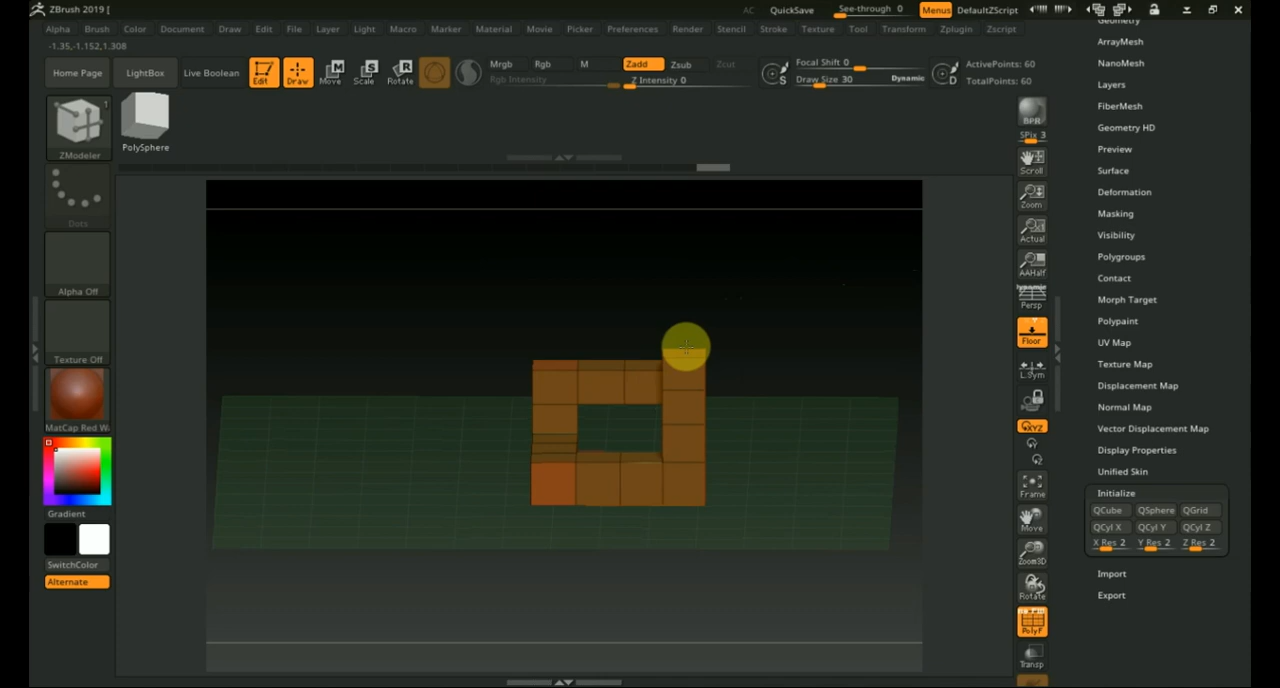 ZBrush 2019 [
AC QuickSave See-through 0 Menus DefaultZScript
Alpha Brush Color Document Draw Edit File Layer Light Macro Marker Material Movie Picker Preferences Render Stencil Stroke Texture Tool Transform Zplugin Zscript
-1.35,-1.152,1.308
Home Page LightBox Live Boolean Edit Draw Move Scale Rotate
Mrgb Rgb M Zadd Zsub Zcut
Rgb Intensity Z Intensity 0
S Focal Shift 0
Draw Size 30 Dynamic
D ActivePoints: 60
TotalPoints: 60
1
ZModeler
PolySphere
Dots
Alpha Off
Texture Off
MatCap Red W
Gradient
SwitchColor
Alternate
BPR
SPix 3
Scroll
Zoom
Actual
AAHalf
Dynamic
Persp
Floor
L.Sym
XYZ
Frame
Move
Zoom3D
Rotate
PolyF
Transp
Geometry
ArrayMesh
NanoMesh
Layers
FiberMesh
Geometry HD
Preview
Surface
Deformation
Masking
Visibility
Polygroups
Contact
Morph Target
Polypaint
UV Map
Texture Map
Displacement Map
Normal Map
Vector Displacement Map
Display Properties
Unified Skin
Initialize
QCube QSphere QGrid
QCyl X QCyl Y QCyl Z
X Res 2 Y Res 2 Z Res 2
Import
Export